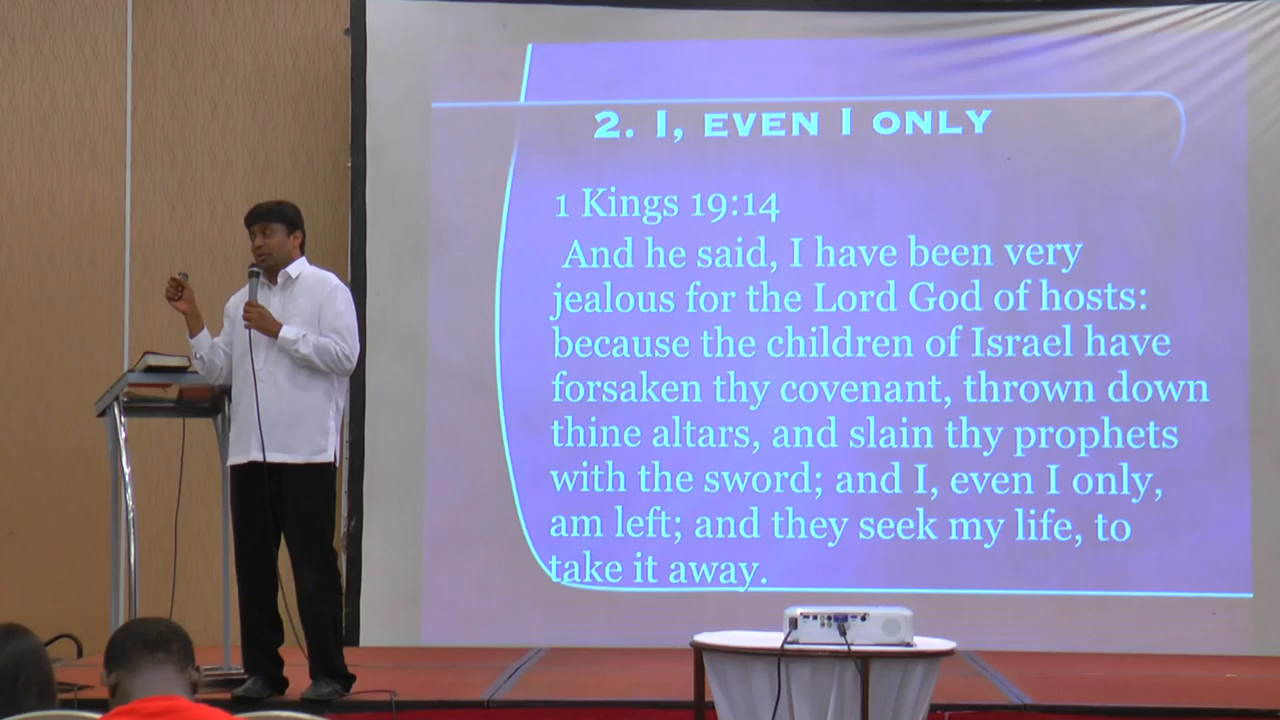 2. I, EVEN I ONLY
1 Kings 19:14
And he said, I have been very
jealous for the Lord God of hosts:
because the children of Israel have
forsaken thy covenant, thrown down
thine altars, and slain thy prophets
with the sword; and I, even I only,
am left; and they seek my life, to
take it away.